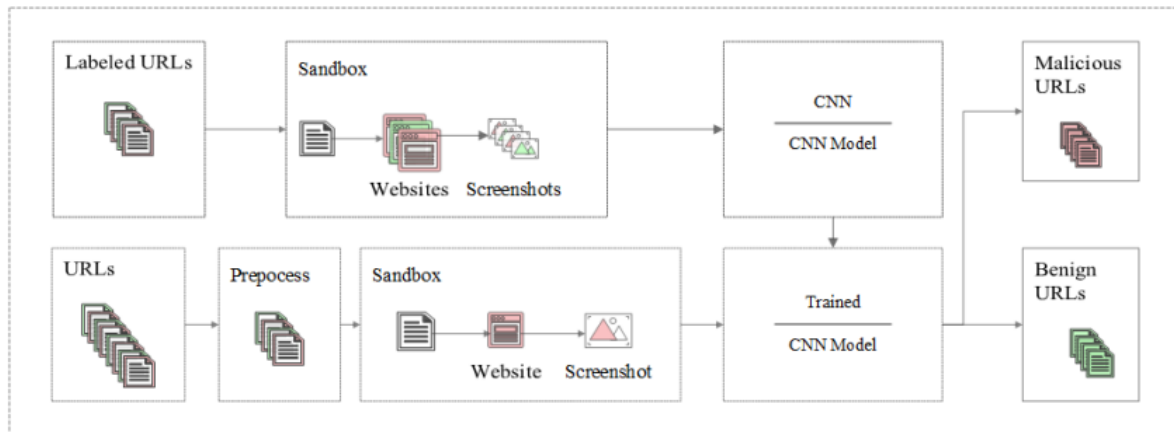 Labeled URLs
Sandbox
Websites
Screenshots
CNN
CNN Model
Malicious
URLs
URLs
Prepocess
Sandbox
Website
Screenshot
Trained
CNN Model
Benign
URLs